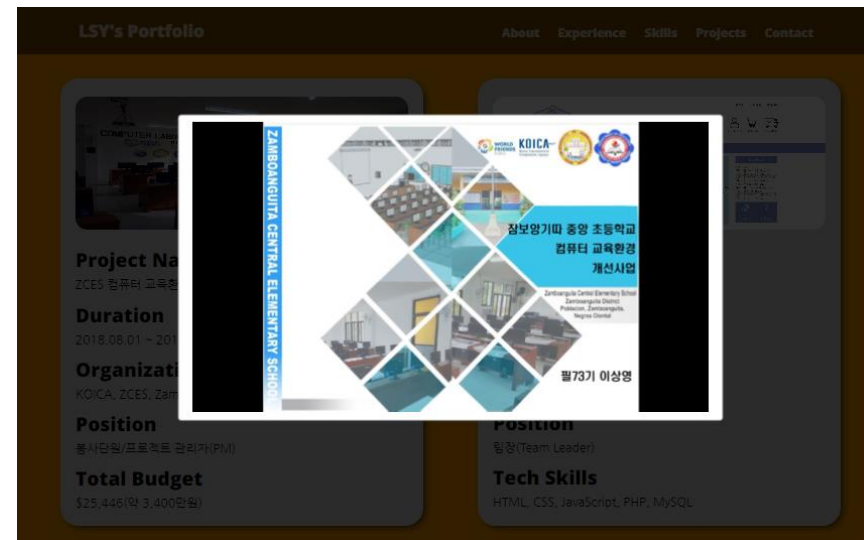 LSY's Portfolio
About Experience Skills Projects Contact
COMPUTER LABORA
ZAMBOANGUITA CENTRAL ELEMENTARY SCHOOL
WORLD FRIENDS KOICA
잠보앙기따 중앙 초등학교
컴퓨터 교육환경
개선사업
Zamboanguita Central Elementary School
Zamboanguita District
Poblacion, Zamboanguita,
Negros Oriental
필73기 이상영
Project Na
ZCES 컴퓨터 교육환
Duration
2018.08.01 ~ 201
Organizati
KOICA, ZCES, Zam
Position
봉사단원/프로젝트 관리자(PM)
Total Budget
$25,446(약 3,400만원)
Position
팀장(Team Leader)
Tech Skills
HTML, CSS, JavaScript, PHP, MySQL